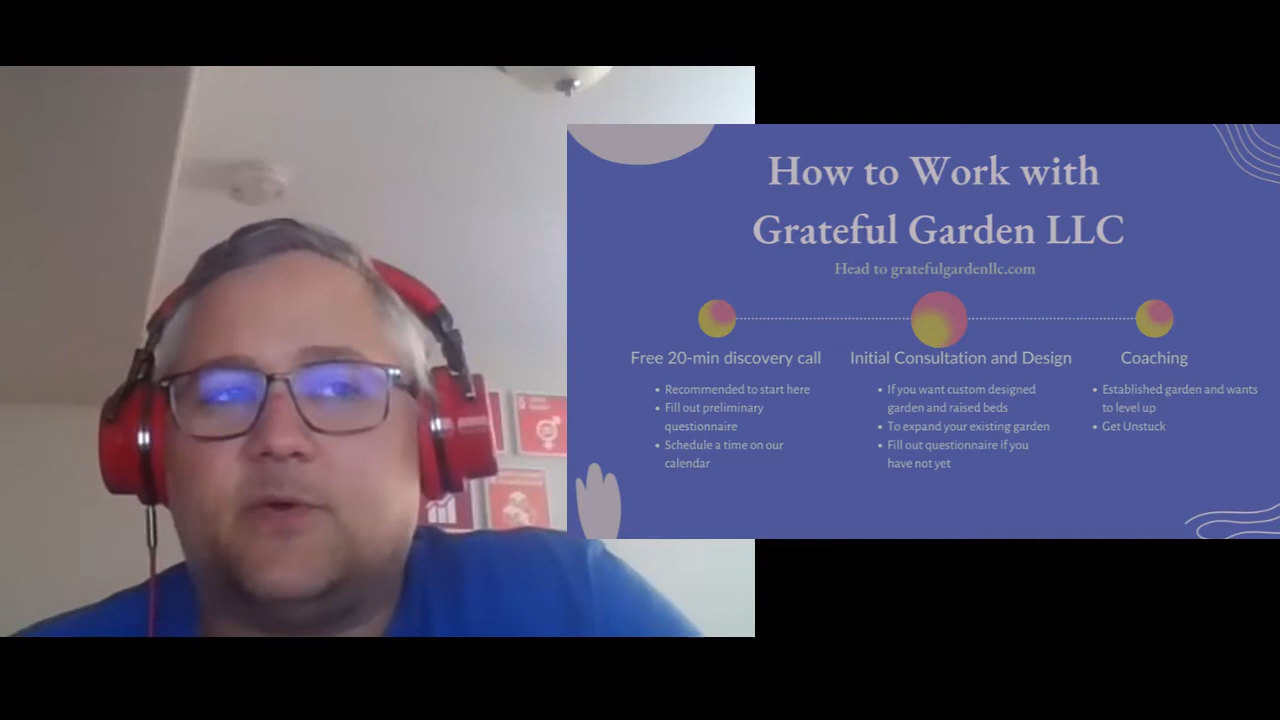 How to Work with
Grateful Garden LLC
Head to gratefulgardenllc.com
Free 20-min discovery call
• Recommended to start here
• Fill out preliminary
questionnaire
• Schedule a time on our
calendar
Initial Consultation and Design
• If you want custom designed
garden and raised beds
• To expand your existing garden
• Fill out questionnaire if you
have not yet
Coaching
• Established garden and wants
to level up
• Get Unstuck